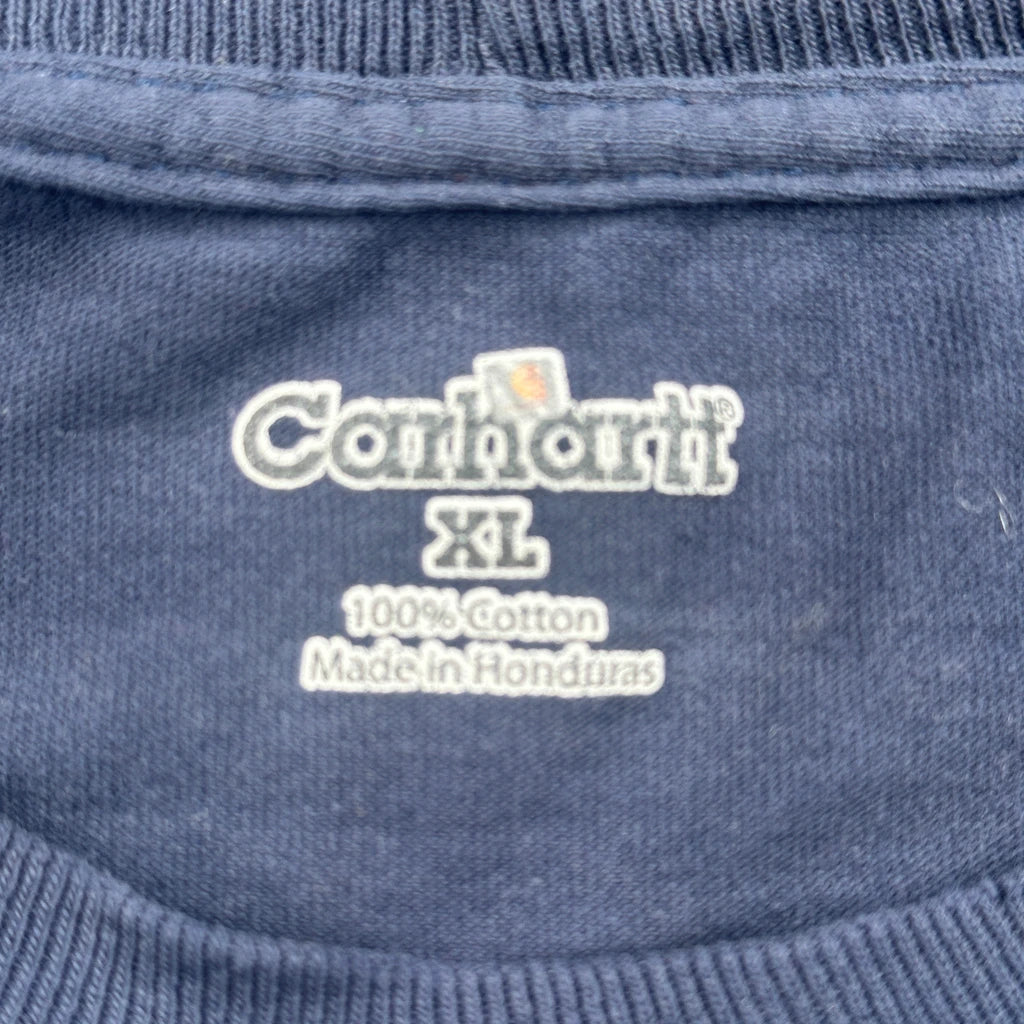 Carhartt®
XL
100% Cotton
Made in Honduras